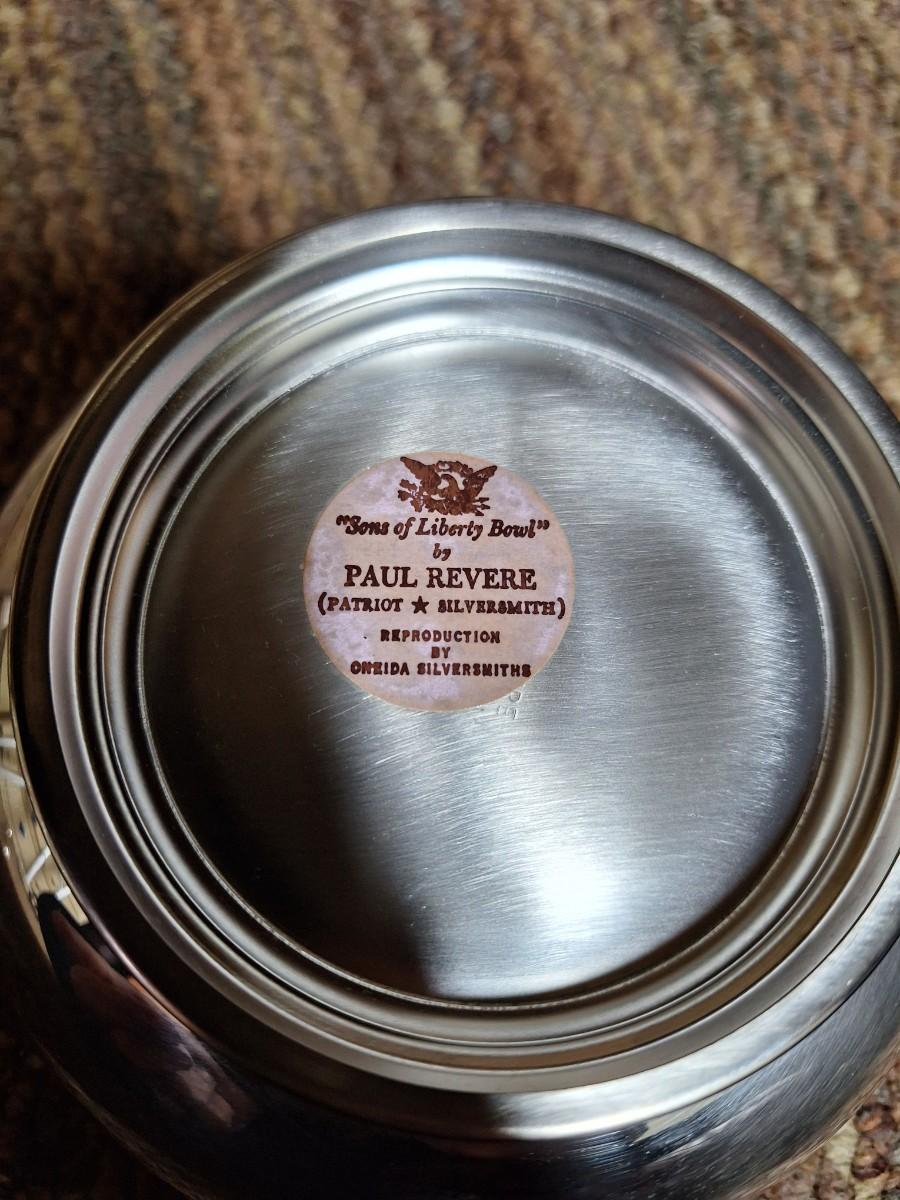 "Sons of Liberty Bowl"
by
PAUL REVERE
(PATRIOT ★ SILVERSMITH)
REPRODUCTION
BY
ONEIDA SILVERSMITHS